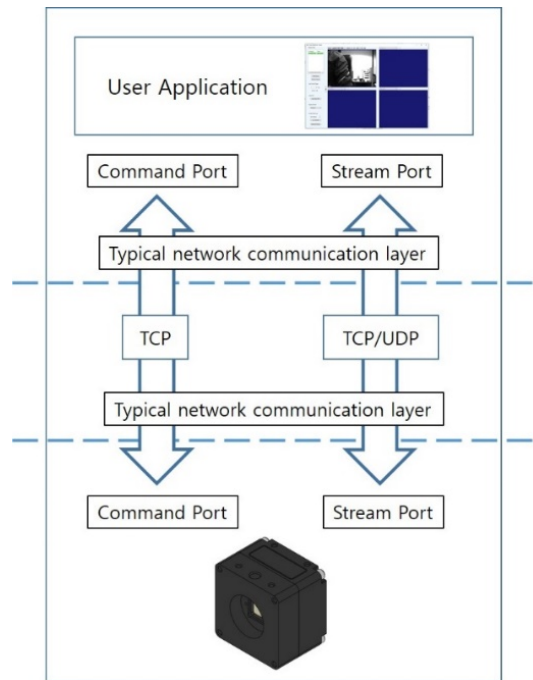 User Application
Command Port
Stream Port
Typical network communication layer
TCP
TCP/UDP
Typical network communication layer
Command Port
Stream Port